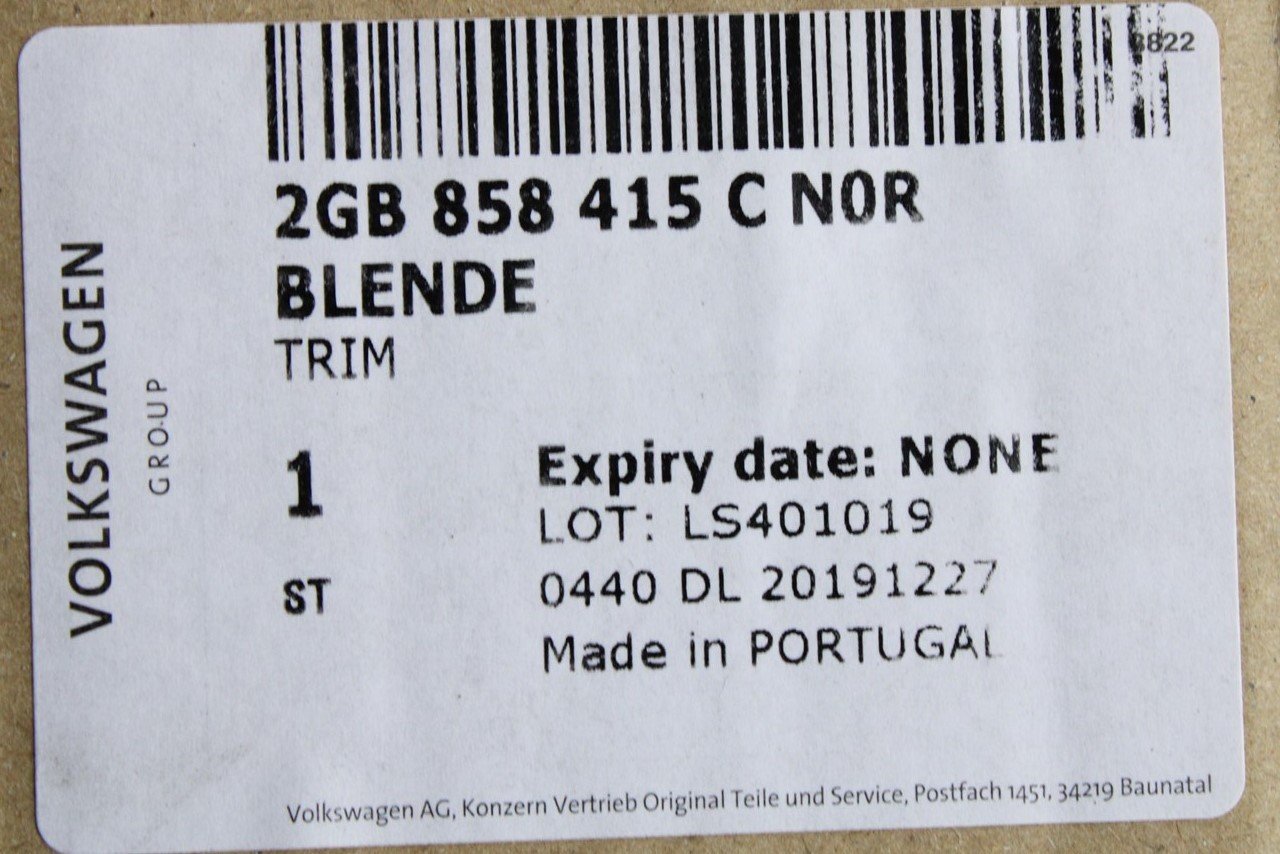 2GB 858 415 C N0R
BLENDE
TRIM
1
ST
Expiry date: NONE
LOT: LS401019
0440 DL 20191227
Made in PORTUGAL
VOLKSWAGEN
GROUP
Volkswagen AG, Konzern Vertrieb Original Teile und Service, Postfach 1451, 34219 Baunatal